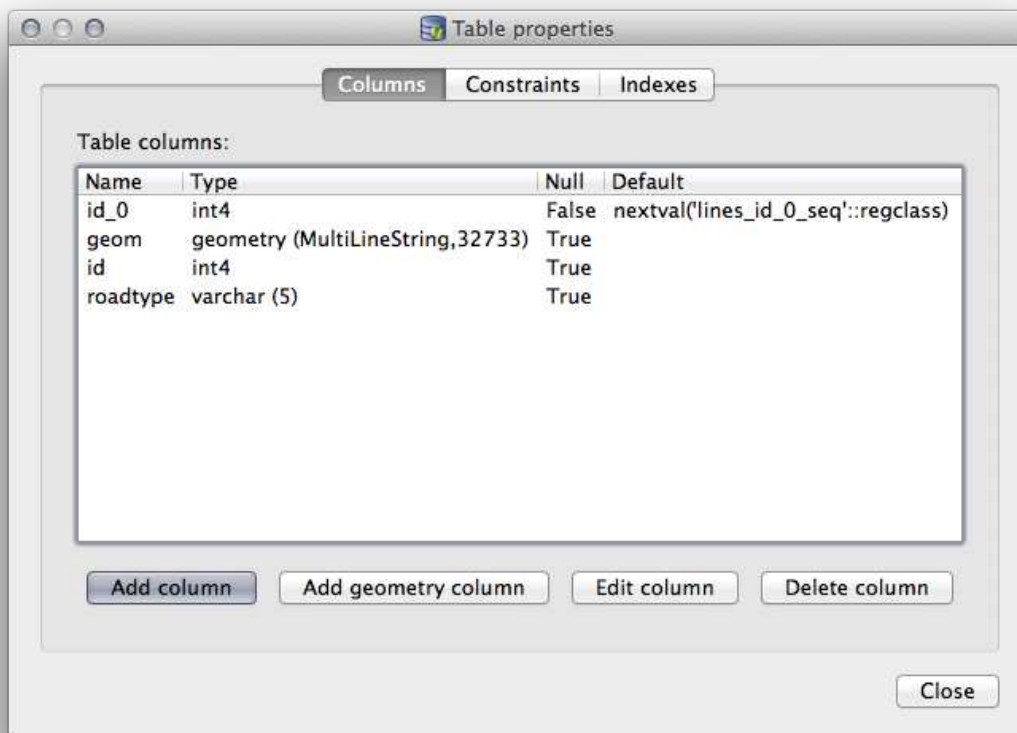 Table properties
Columns Constraints Indexes
Table columns:
Name Type Null Default
id_0 int4 False nextval('lines_id_0_seq'::regclass)
geom geometry (MultiLineString,32733) True
id int4 True
roadtype varchar (5) True
Add column Add geometry column Edit column Delete column
Close